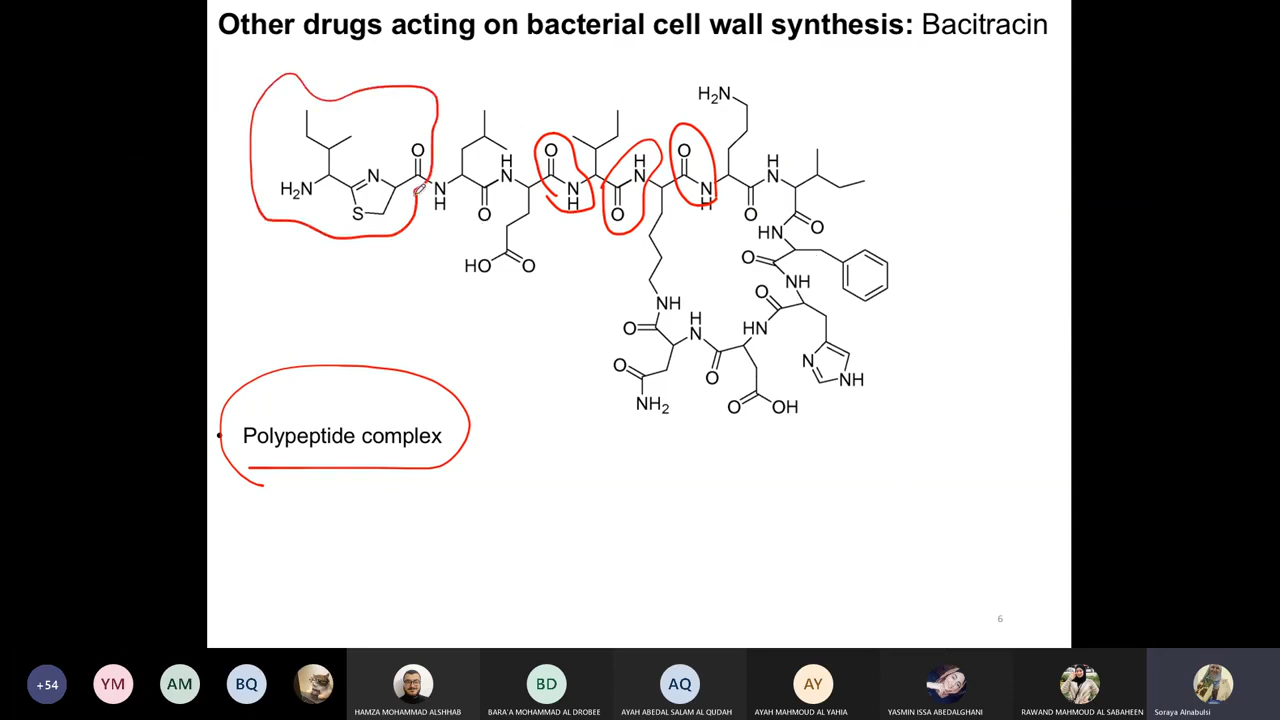 Other drugs acting on bacterial cell wall synthesis: Bacitracin
H₂N
O
H
N
O
H
N
O
N
H
H
N
O
N
H
O
H
N
H₂N
N
S
N
H
O
O
N
H
O
O
HN
O
HO
O
O
NH
O
NH
O
H
N
HN
O
N
NH
O
NH₂
O
OH
• Polypeptide complex
6
+54
YM
AM
BQ
BD
AQ
AY
HAMZA MOHAMMAD ALSHHAB
BARA'A MOHAMMAD AL DROBEE
AYAH ABEDAL SALAM AL QUDAH
AYAH MAHMOUD AL YAHIA
YASMIN ISSA ABEDALGHANI
RAWAND MAHMOUD AL SABAHEEN
Soraya Alnabulsi